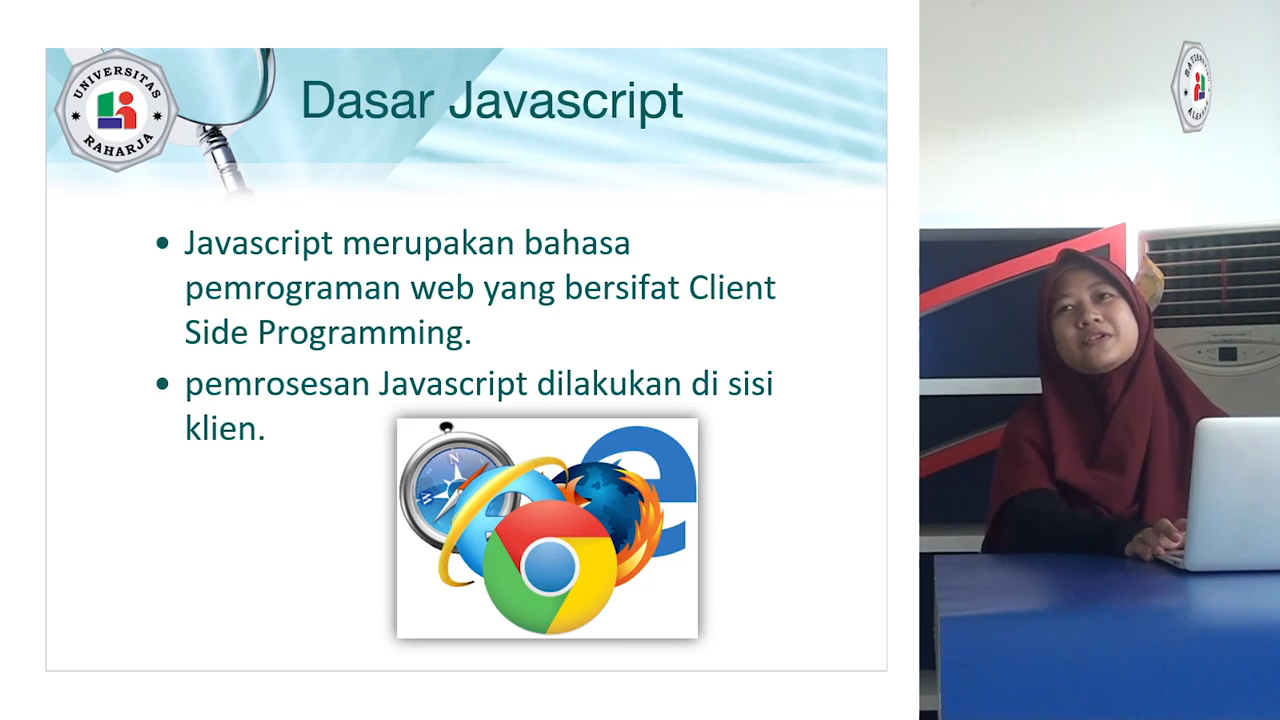 UNIVERSITAS
RAHARJA
Dasar Javascript
• Javascript merupakan bahasa
pemrograman web yang bersifat Client
Side Programming.
• pemrosesan Javascript dilakukan di sisi
klien.
N
W